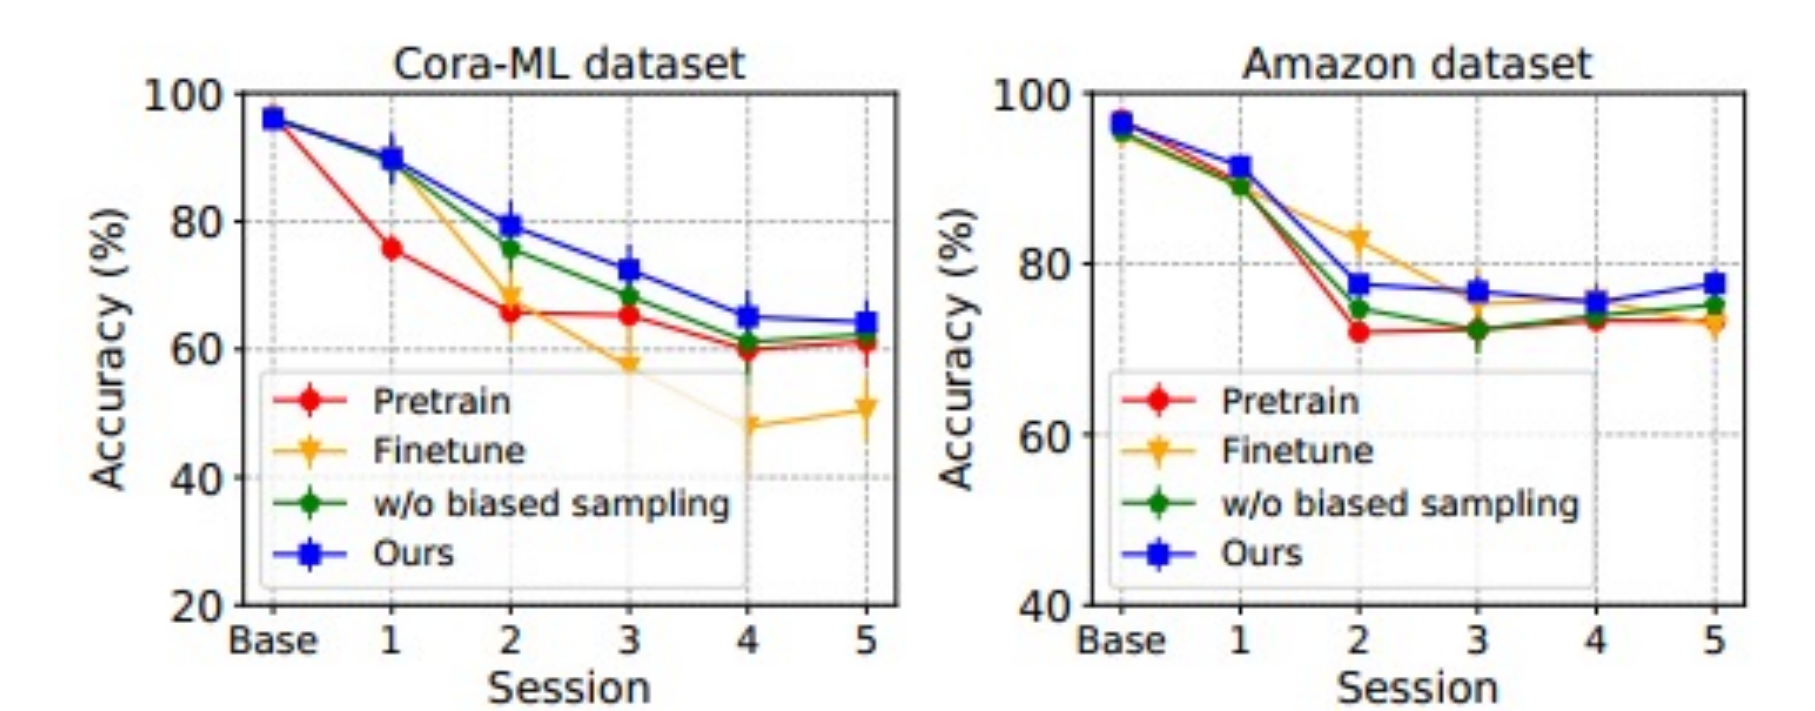 Cora-ML dataset
Accuracy (%)
100
80
60
40
20
Pretrain
Finetune
w/o biased sampling
Ours
Base 1 2 3 4 5
Session
Amazon dataset
Accuracy (%)
100
80
60
40
Pretrain
Finetune
w/o biased sampling
Ours
Base 1 2 3 4 5
Session